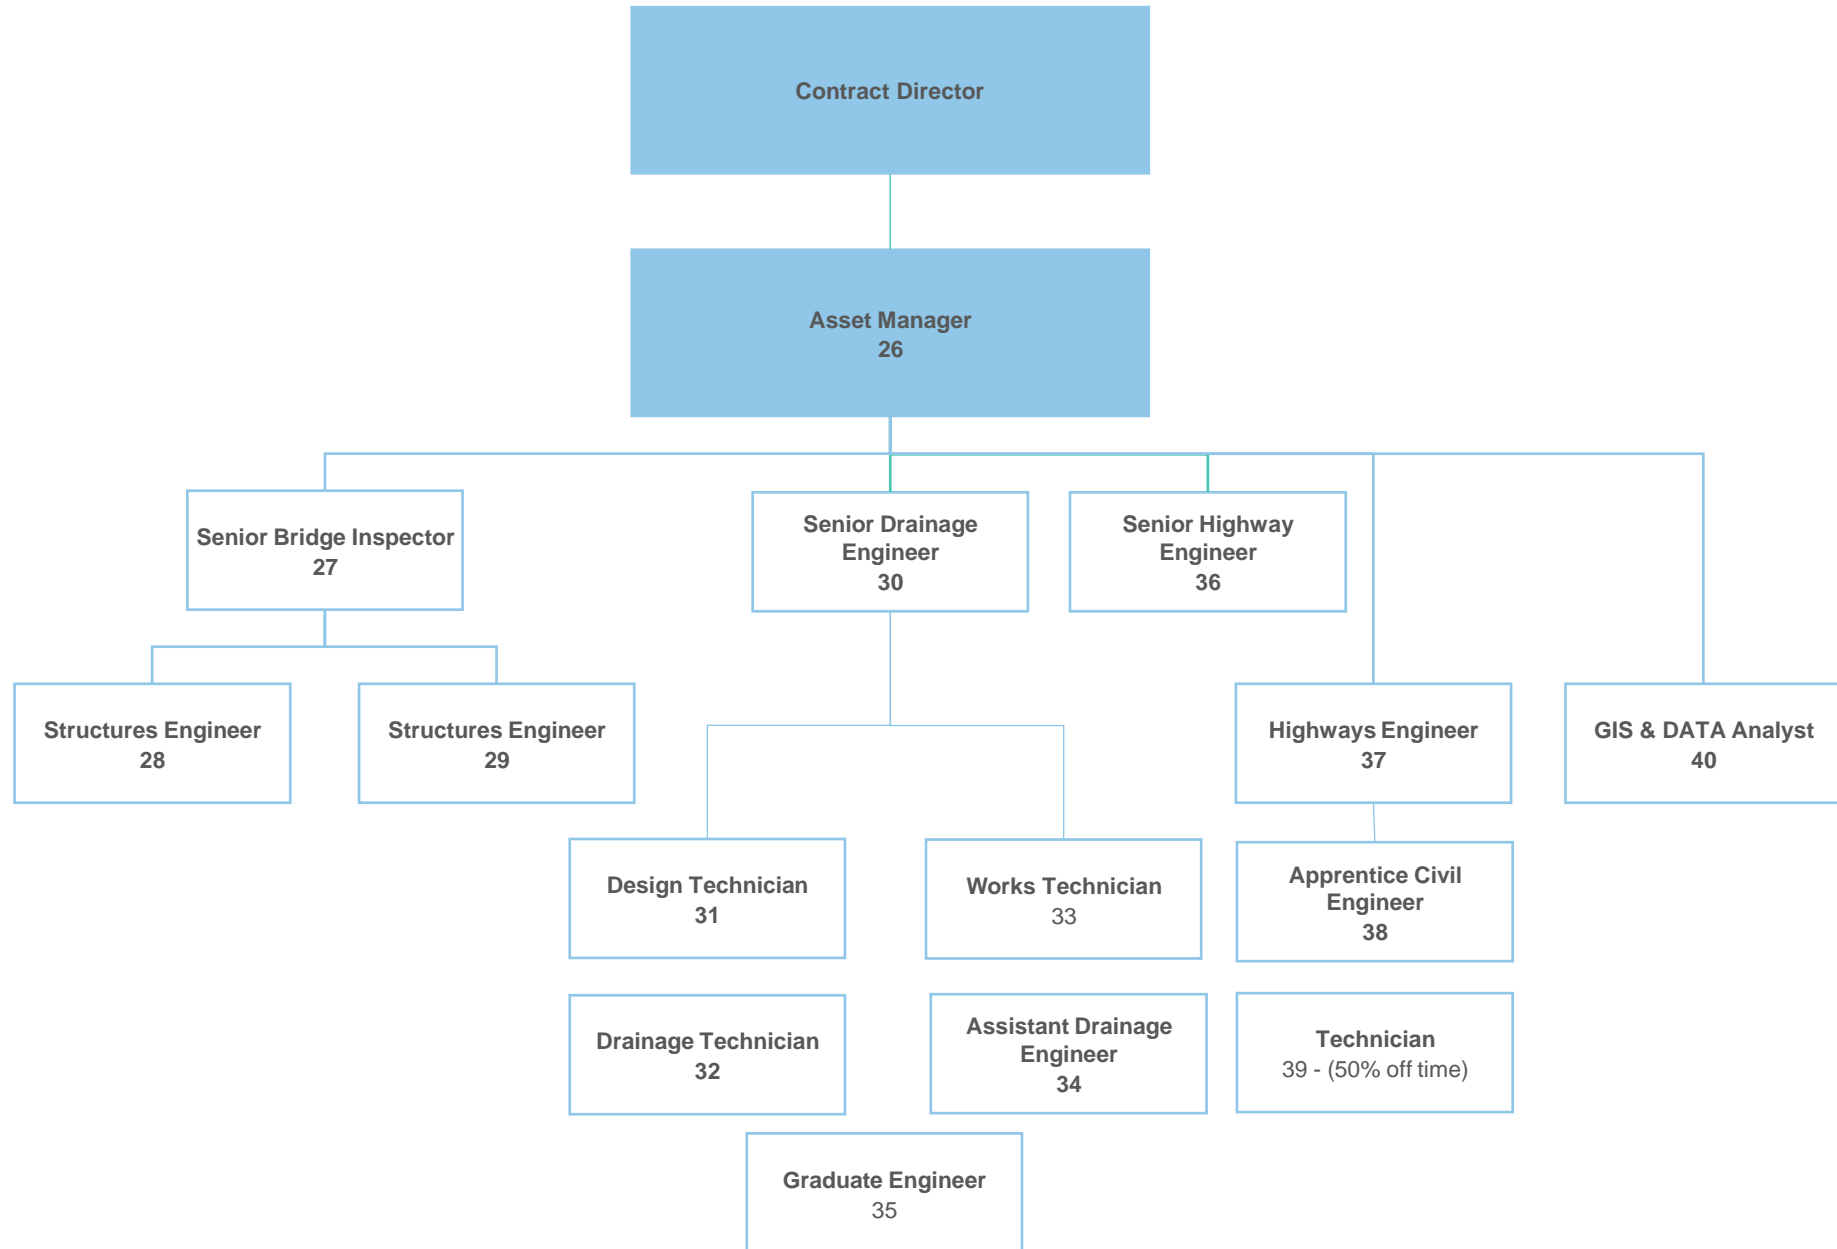 Contract Director
Asset Manager
26
Senior Bridge Inspector
27
Senior Drainage
Engineer
30
Senior Highway
Engineer
36
Structures Engineer
28
Structures Engineer
29
Highways Engineer
37
GIS & DATA Analyst
40
Design Technician
31
Works Technician
33
Apprentice Civil
Engineer
38
Drainage Technician
32
Assistant Drainage
Engineer
34
Technician
39 - (50% off time)
Graduate Engineer
35